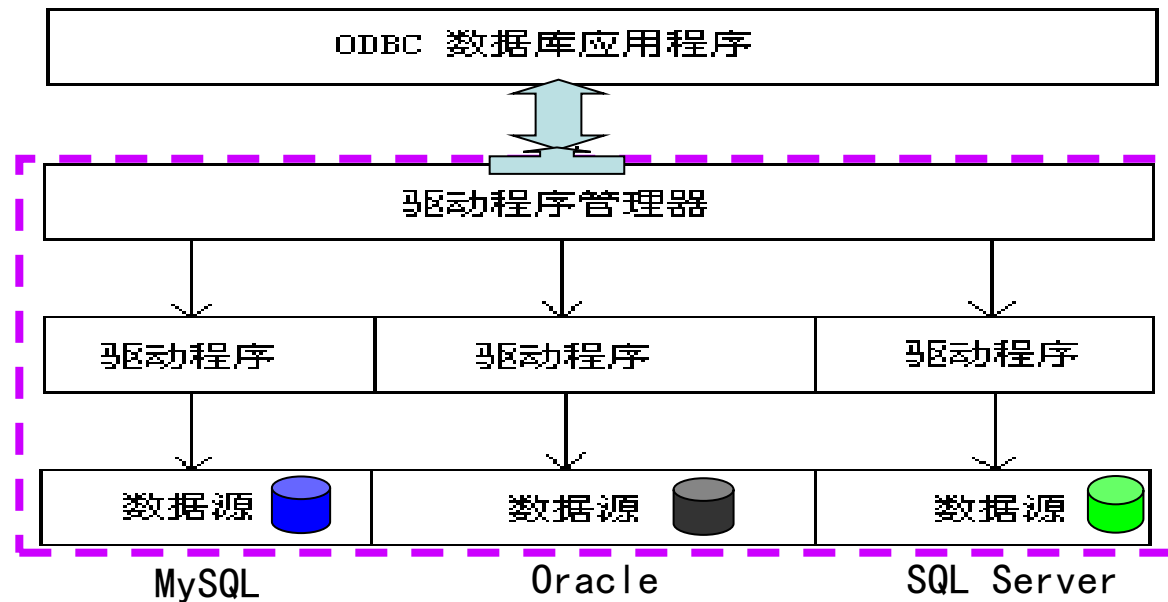 ODBC 数据库应用程序
驱动程序管理器
驱动程序 驱动程序 驱动程序
数据源 数据源 数据源
MySQL Oracle SQL Server